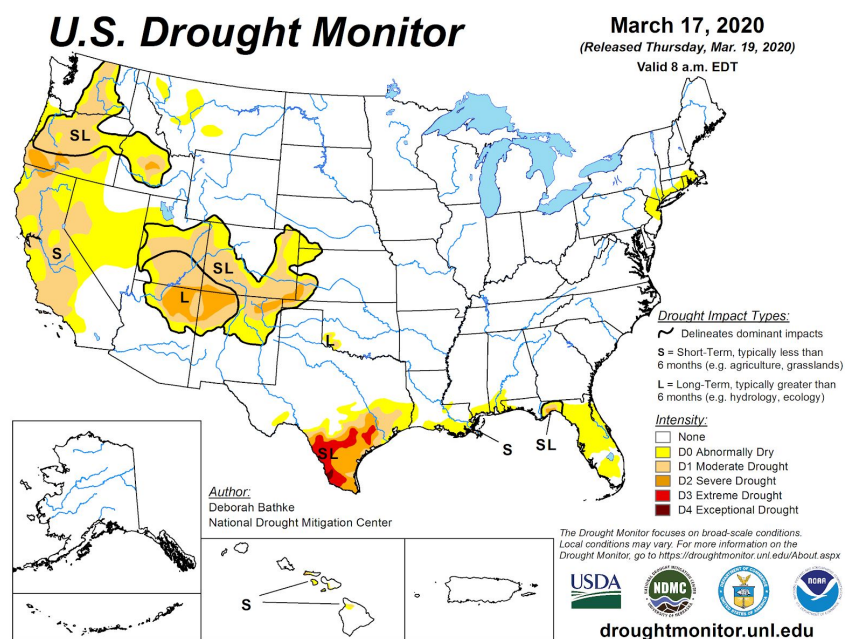 U.S. Drought Monitor
March 17, 2020
(Released Thursday, Mar. 19, 2020)
Valid 8 a.m. EDT
SL
S
SL
L
L
SL
S
SL
Drought Impact Types:
Delineates dominant impacts
S = Short-Term, typically less than
6 months (e.g. agriculture, grasslands)
L = Long-Term, typically greater than
6 months (e.g. hydrology, ecology)
Intensity:
None
D0 Abnormally Dry
D1 Moderate Drought
D2 Severe Drought
D3 Extreme Drought
D4 Exceptional Drought
Author:
Deborah Bathke
National Drought Mitigation Center
S
The Drought Monitor focuses on broad-scale conditions.
Local conditions may vary. For more information on the
Drought Monitor, go to https://droughtmonitor.unl.edu/About.aspx
USDA
NDMC
NOAA
droughtmonitor.unl.edu